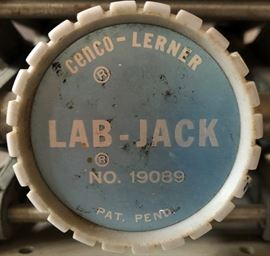 Cenco-LERNER
®
LAB-JACK
®
NO. 19089
PAT. PEND.